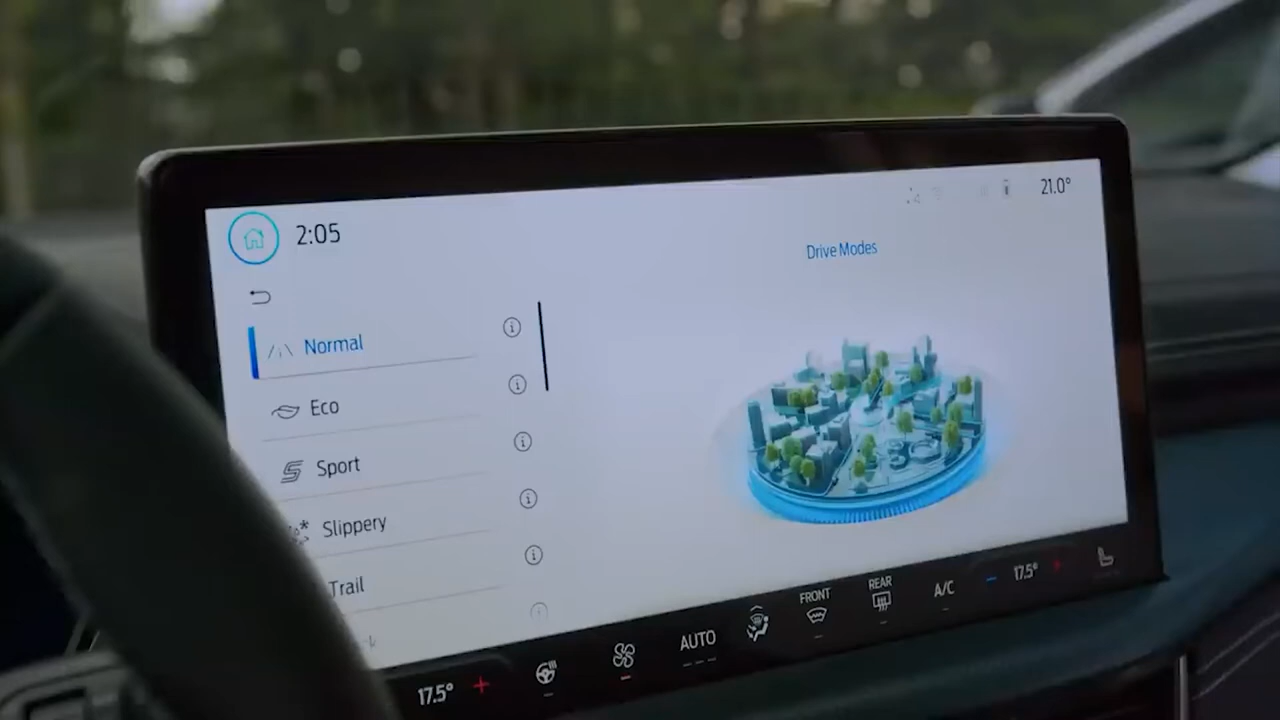 2:05
21.0°
Drive Modes
Normal
Eco
Sport
Slippery
Trail
17.5° +
AUTO
FRONT
REAR
A/C
- 17.5° +